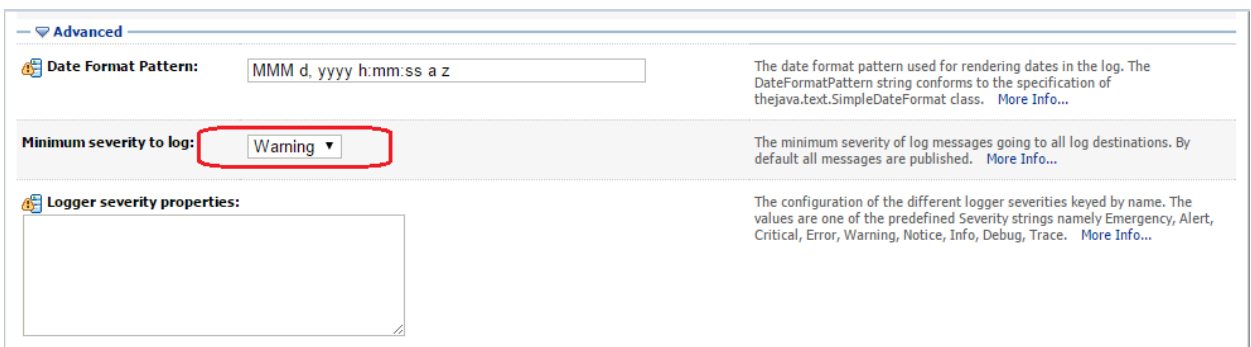 Advanced
Date Format Pattern:
MMM d, yyyy h:mm:ss a z
The date format pattern used for rendering dates in the log. The
DateFormatPattern string conforms to the specification of
thejava.text.SimpleDateFormat class. More Info...
Minimum severity to log:
Warning
The minimum severity of log messages going to all log destinations. By
default all messages are published. More Info...
Logger severity properties:
The configuration of the different logger severities keyed by name. The
values are one of the predefined Severity strings namely Emergency, Alert,
Critical, Error, Warning, Notice, Info, Debug, Trace. More Info...